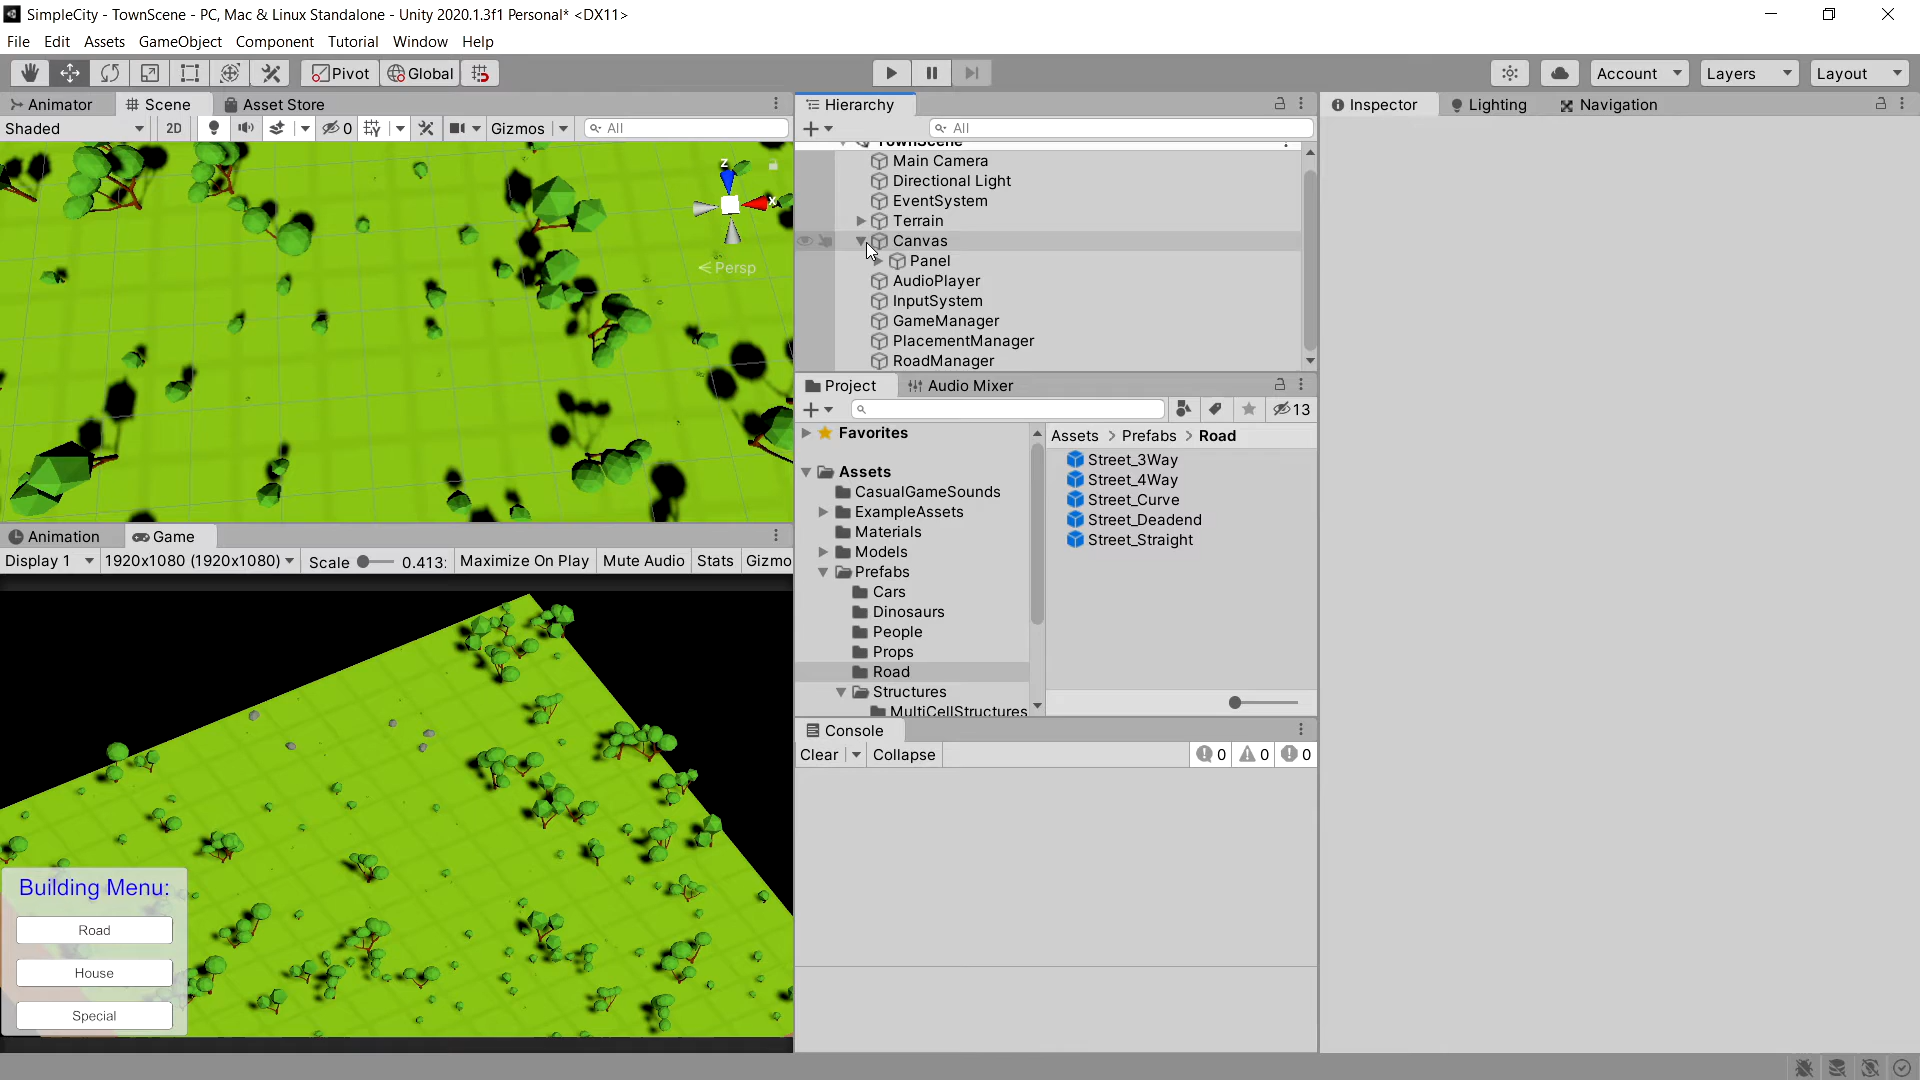 SimpleCity - TownScene - PC, Mac & Linux Standalone - Unity 2020.1.3f1 Personal* <DX11>
File Edit Assets GameObject Component Tutorial Window Help
Pivot Global Account Layers Layout
Animator Scene Asset Store
Shaded 2D 0 Gizmos All
z
x
Persp
Animation Game
Display 1 1920x1080 (1920x1080) Scale 0.413: Maximize On Play Mute Audio Stats Gizmo
Building Menu:
Road
House
Special
Hierarchy
All
TownScene
Main Camera
Directional Light
EventSystem
Terrain
Canvas
Panel
AudioPlayer
InputSystem
GameManager
PlacementManager
RoadManager
Project Audio Mixer
13
Favorites
Assets
CasualGameSounds
ExampleAssets
Materials
Models
Prefabs
Cars
Dinosaurs
People
Props
Road
Structures
MultiCellStructures
Assets > Prefabs > Road
Street_3Way
Street_4Way
Street_Curve
Street_Deadend
Street_Straight
Console
Clear Collapse 0 0 0
Inspector Lighting Navigation